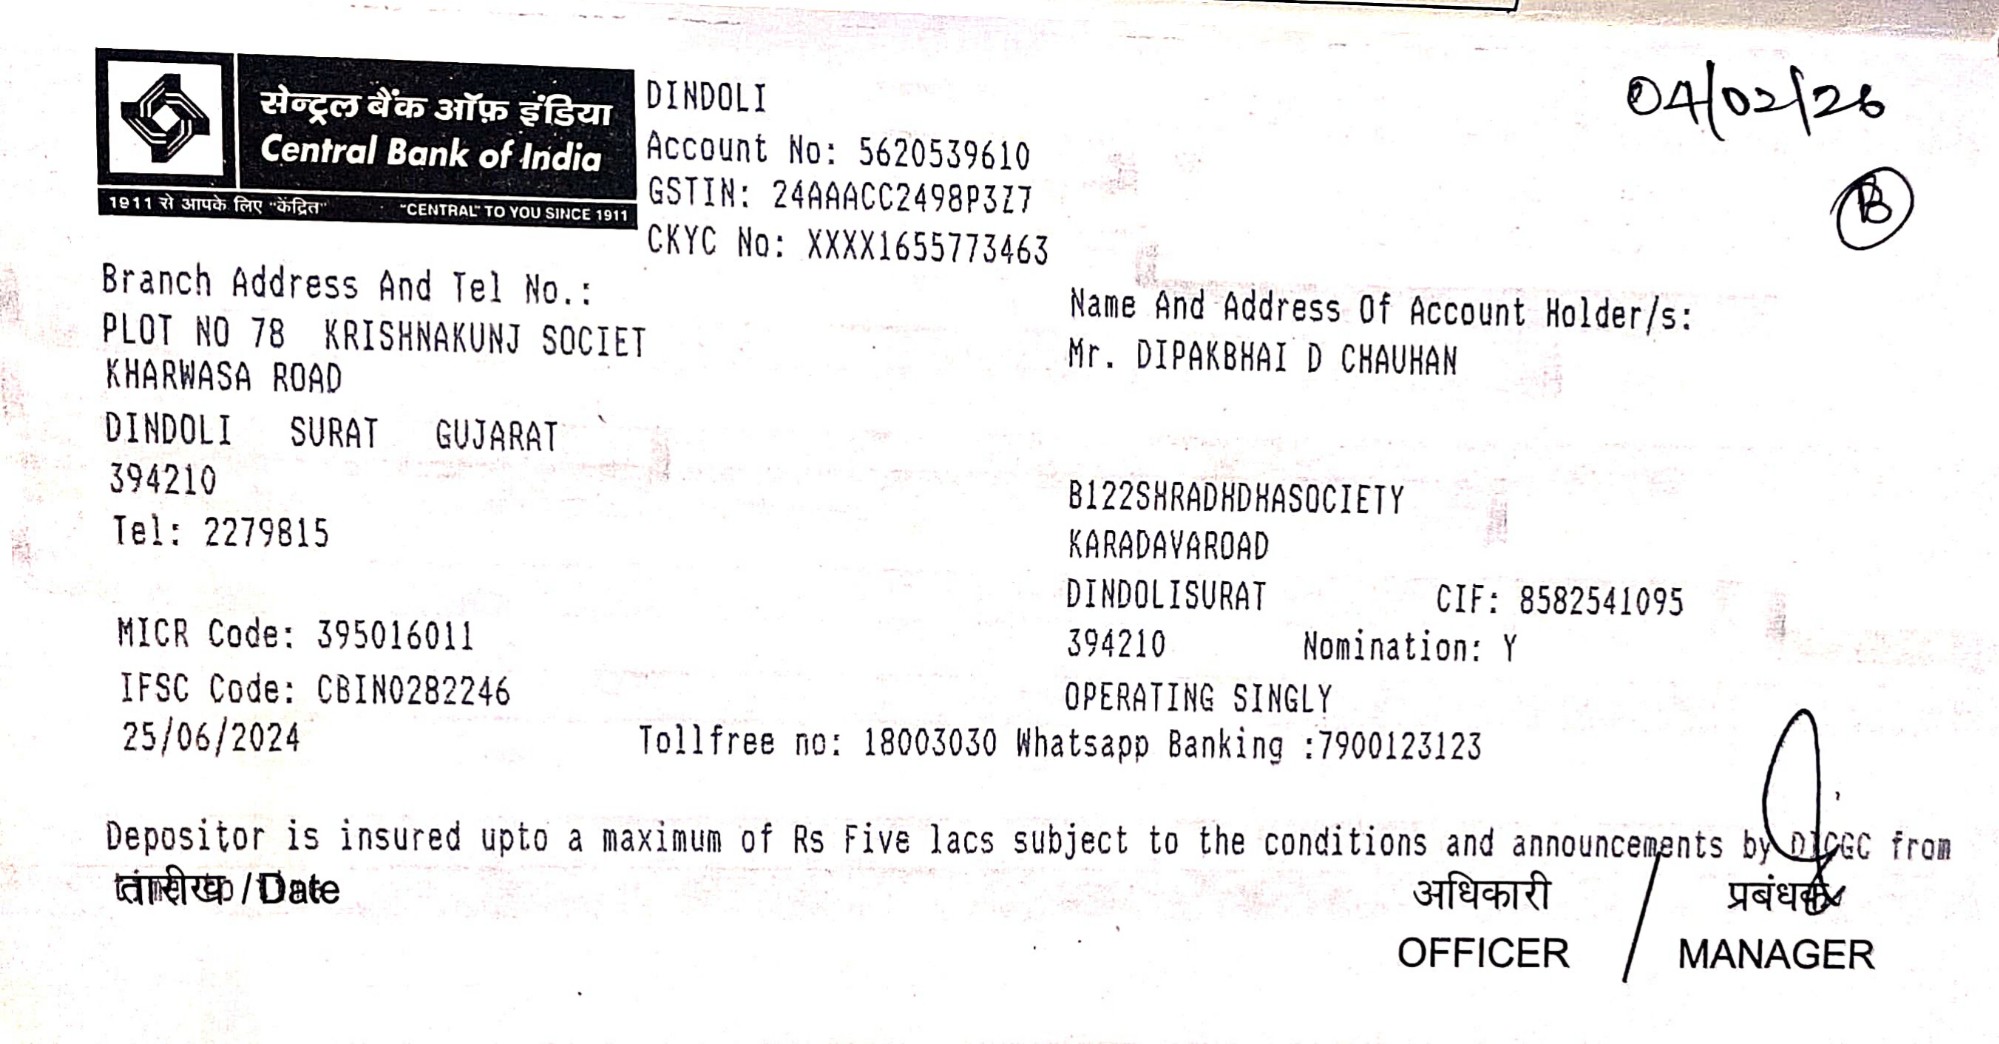 सेन्ट्रल बैंक ऑफ़ इंडिया
Central Bank of India
1911 से आपके लिए "केंद्रित" "CENTRAL" TO YOU SINCE 1911
DINDOLI
Account No: 5620539610
GSTIN: 24AAACC2498P3Z7
CKYC No: XXXX1655773463
04/02/26
B
Branch Address And Tel No.:
PLOT NO 78 KRISHNAKUNJ SOCIET
KHARWASA ROAD
DINDOLI SURAT GUJARAT
394210
Tel: 2279815
MICR Code: 395016011
IFSC Code: CBIN0282246
25/06/2024
Name And Address Of Account Holder/s:
Mr. DIPAKBHAI D CHAUHAN
B122SHRADHDHASOCIETY
KARADAVAROAD
DINDOLISURAT CIF: 8582541095
394210 Nomination: Y
OPERATING SINGLY
Tollfree no: 18003030 Whatsapp Banking :7900123123
Depositor is insured upto a maximum of Rs Five lacs subject to the conditions and announcements by DICGC from
तारीख / Date
अधिकारी / प्रबंधक
OFFICER MANAGER